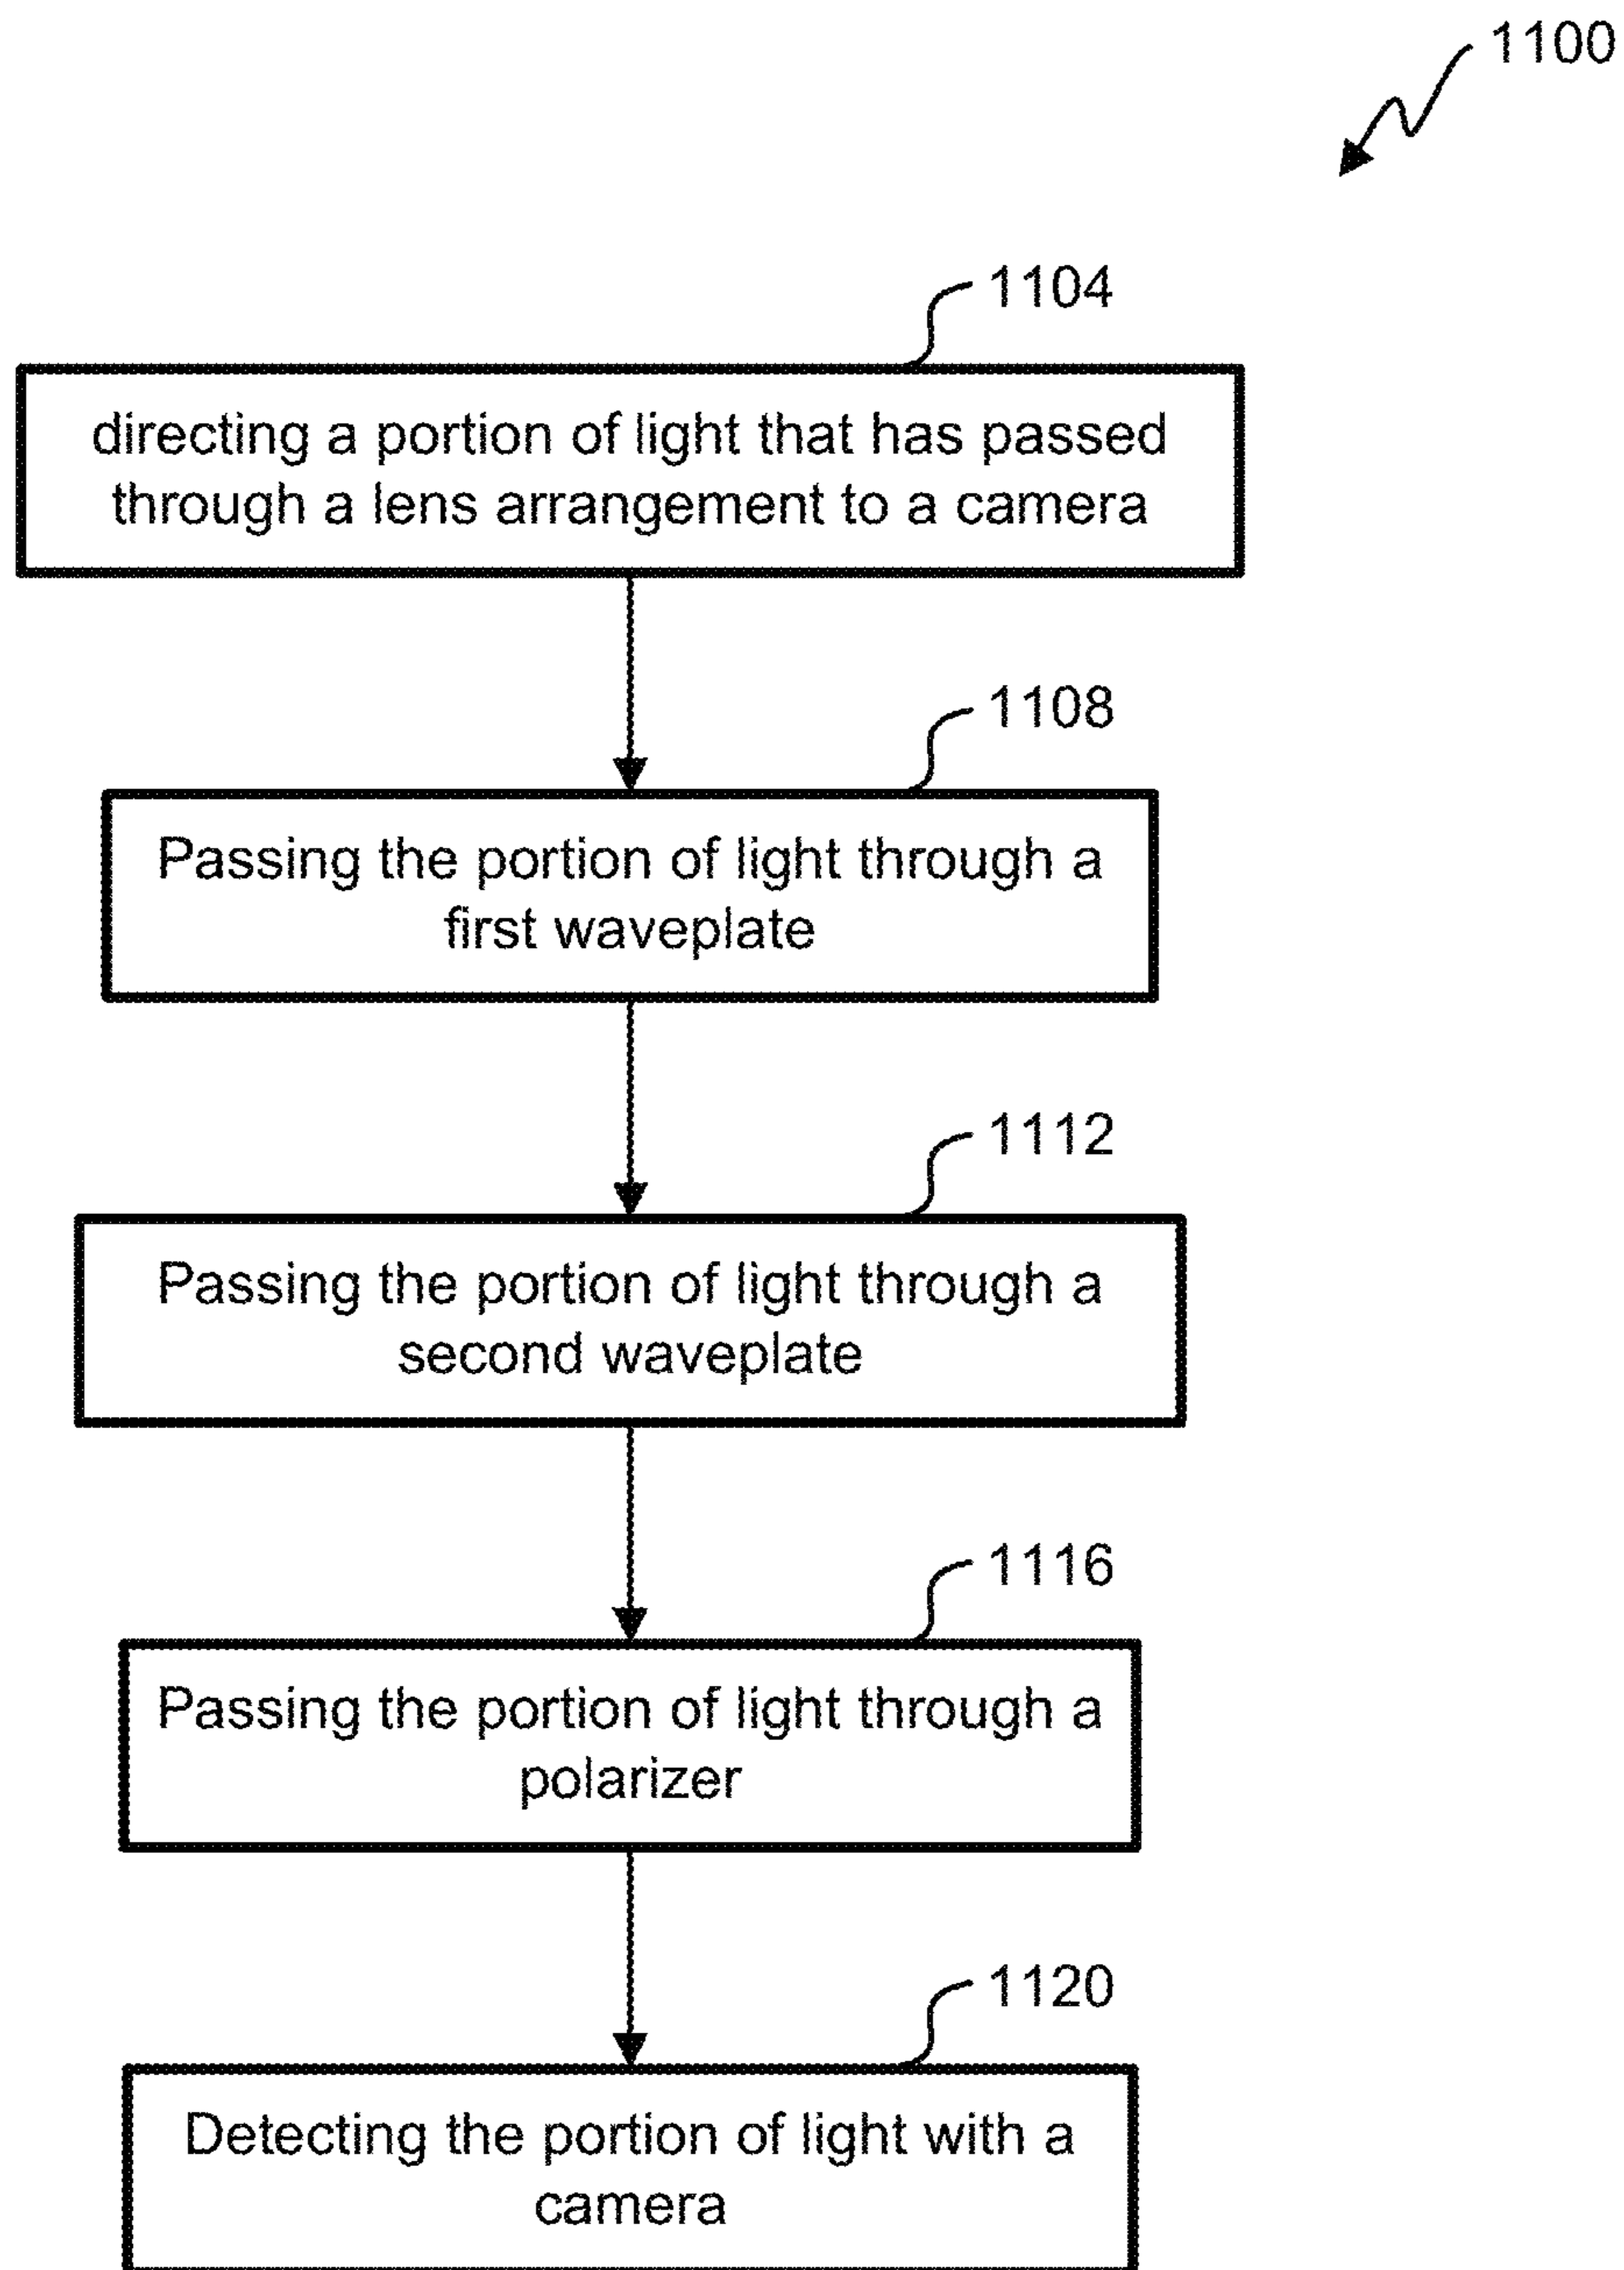 1100
1104
directing a portion of light that has passed
through a lens arrangement to a camera
1108
Passing the portion of light through a
first waveplate
1112
Passing the portion of light through a
second waveplate
1116
Passing the portion of light through a
polarizer
1120
Detecting the portion of light with a
camera